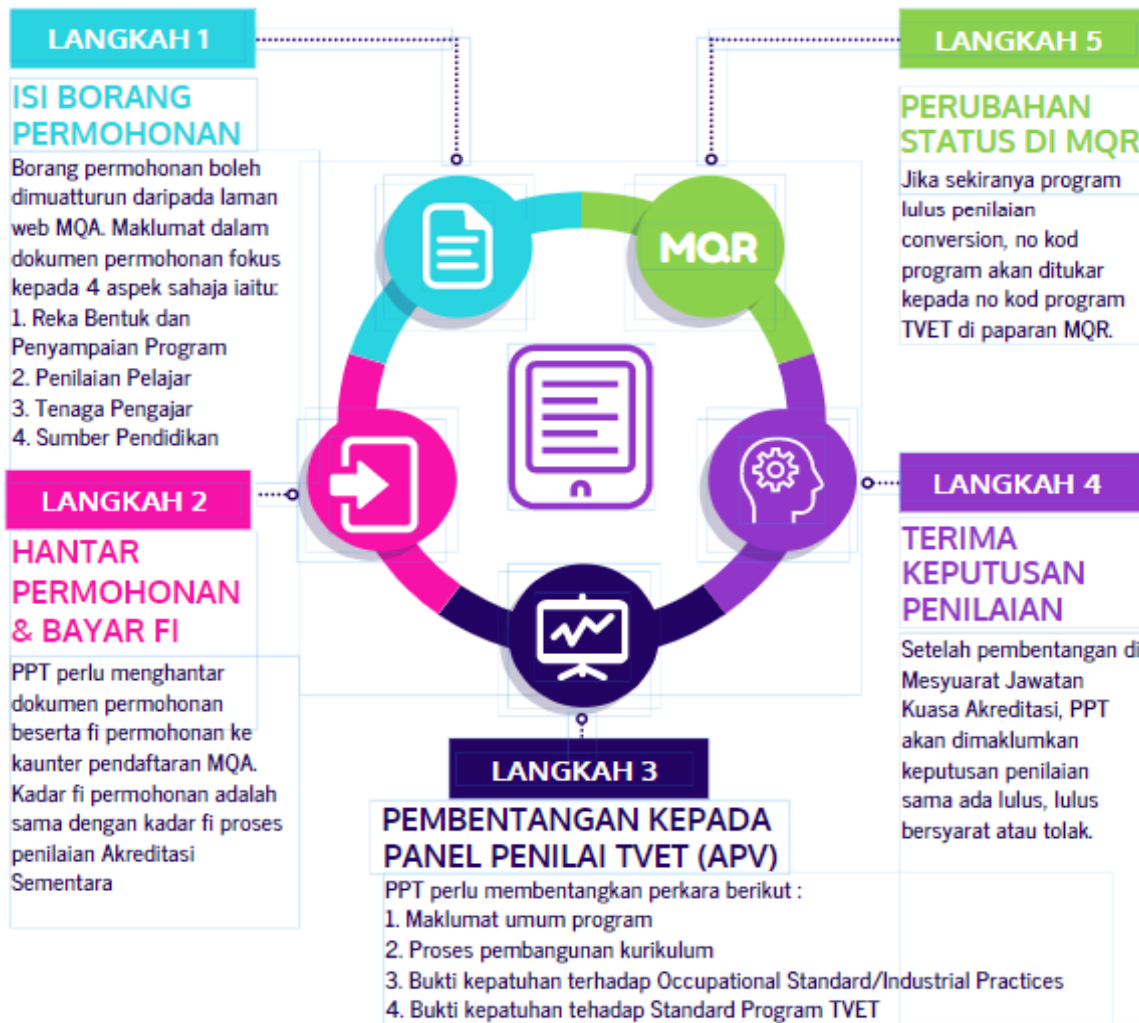 LANGKAH 1
ISI BORANG
PERMOHONAN
Borang permohonan boleh
dimuatturun daripada laman
web MQA. Maklumat dalam
dokumen permohonan fokus
kepada 4 aspek sahaja iaitu:
1. Reka Bentuk dan
Penyampaian Program
2. Penilaian Pelajar
3. Tenaga Pengajar
4. Sumber Pendidikan
LANGKAH 2
HANTAR
PERMOHONAN
& BAYAR FI
PPT perlu menghantar
dokumen permohonan
beserta fi permohonan ke
kaunter pendaftaran MQA.
Kadar fi permohonan adalah
sama dengan kadar fi proses
penilaian Akreditasi
Sementara
LANGKAH 3
PEMBENTANGAN KEPADA
PANEL PENILAI TVET (APV)
PPT perlu membentangkan perkara berikut :
1. Maklumat umum program
2. Proses pembangunan kurikulum
3. Bukti kepatuhan terhadap Occupational Standard/Industrial Practices
4. Bukti kepatuhan tehadap Standard Program TVET
LANGKAH 4
TERIMA
KEPUTUSAN
PENILAIAN
Setelah pembentangan di
Mesyuarat Jawatan
Kuasa Akreditasi, PPT
akan dimaklumkan
keputusan penilaian
sama ada lulus, lulus
bersyarat atau tolak.
LANGKAH 5
PERUBAHAN
STATUS DI MQR
Jika sekiranya program
lulus penilaian
conversion, no kod
program akan ditukar
kepada no kod program
TVET di paparan MQR.
MQR